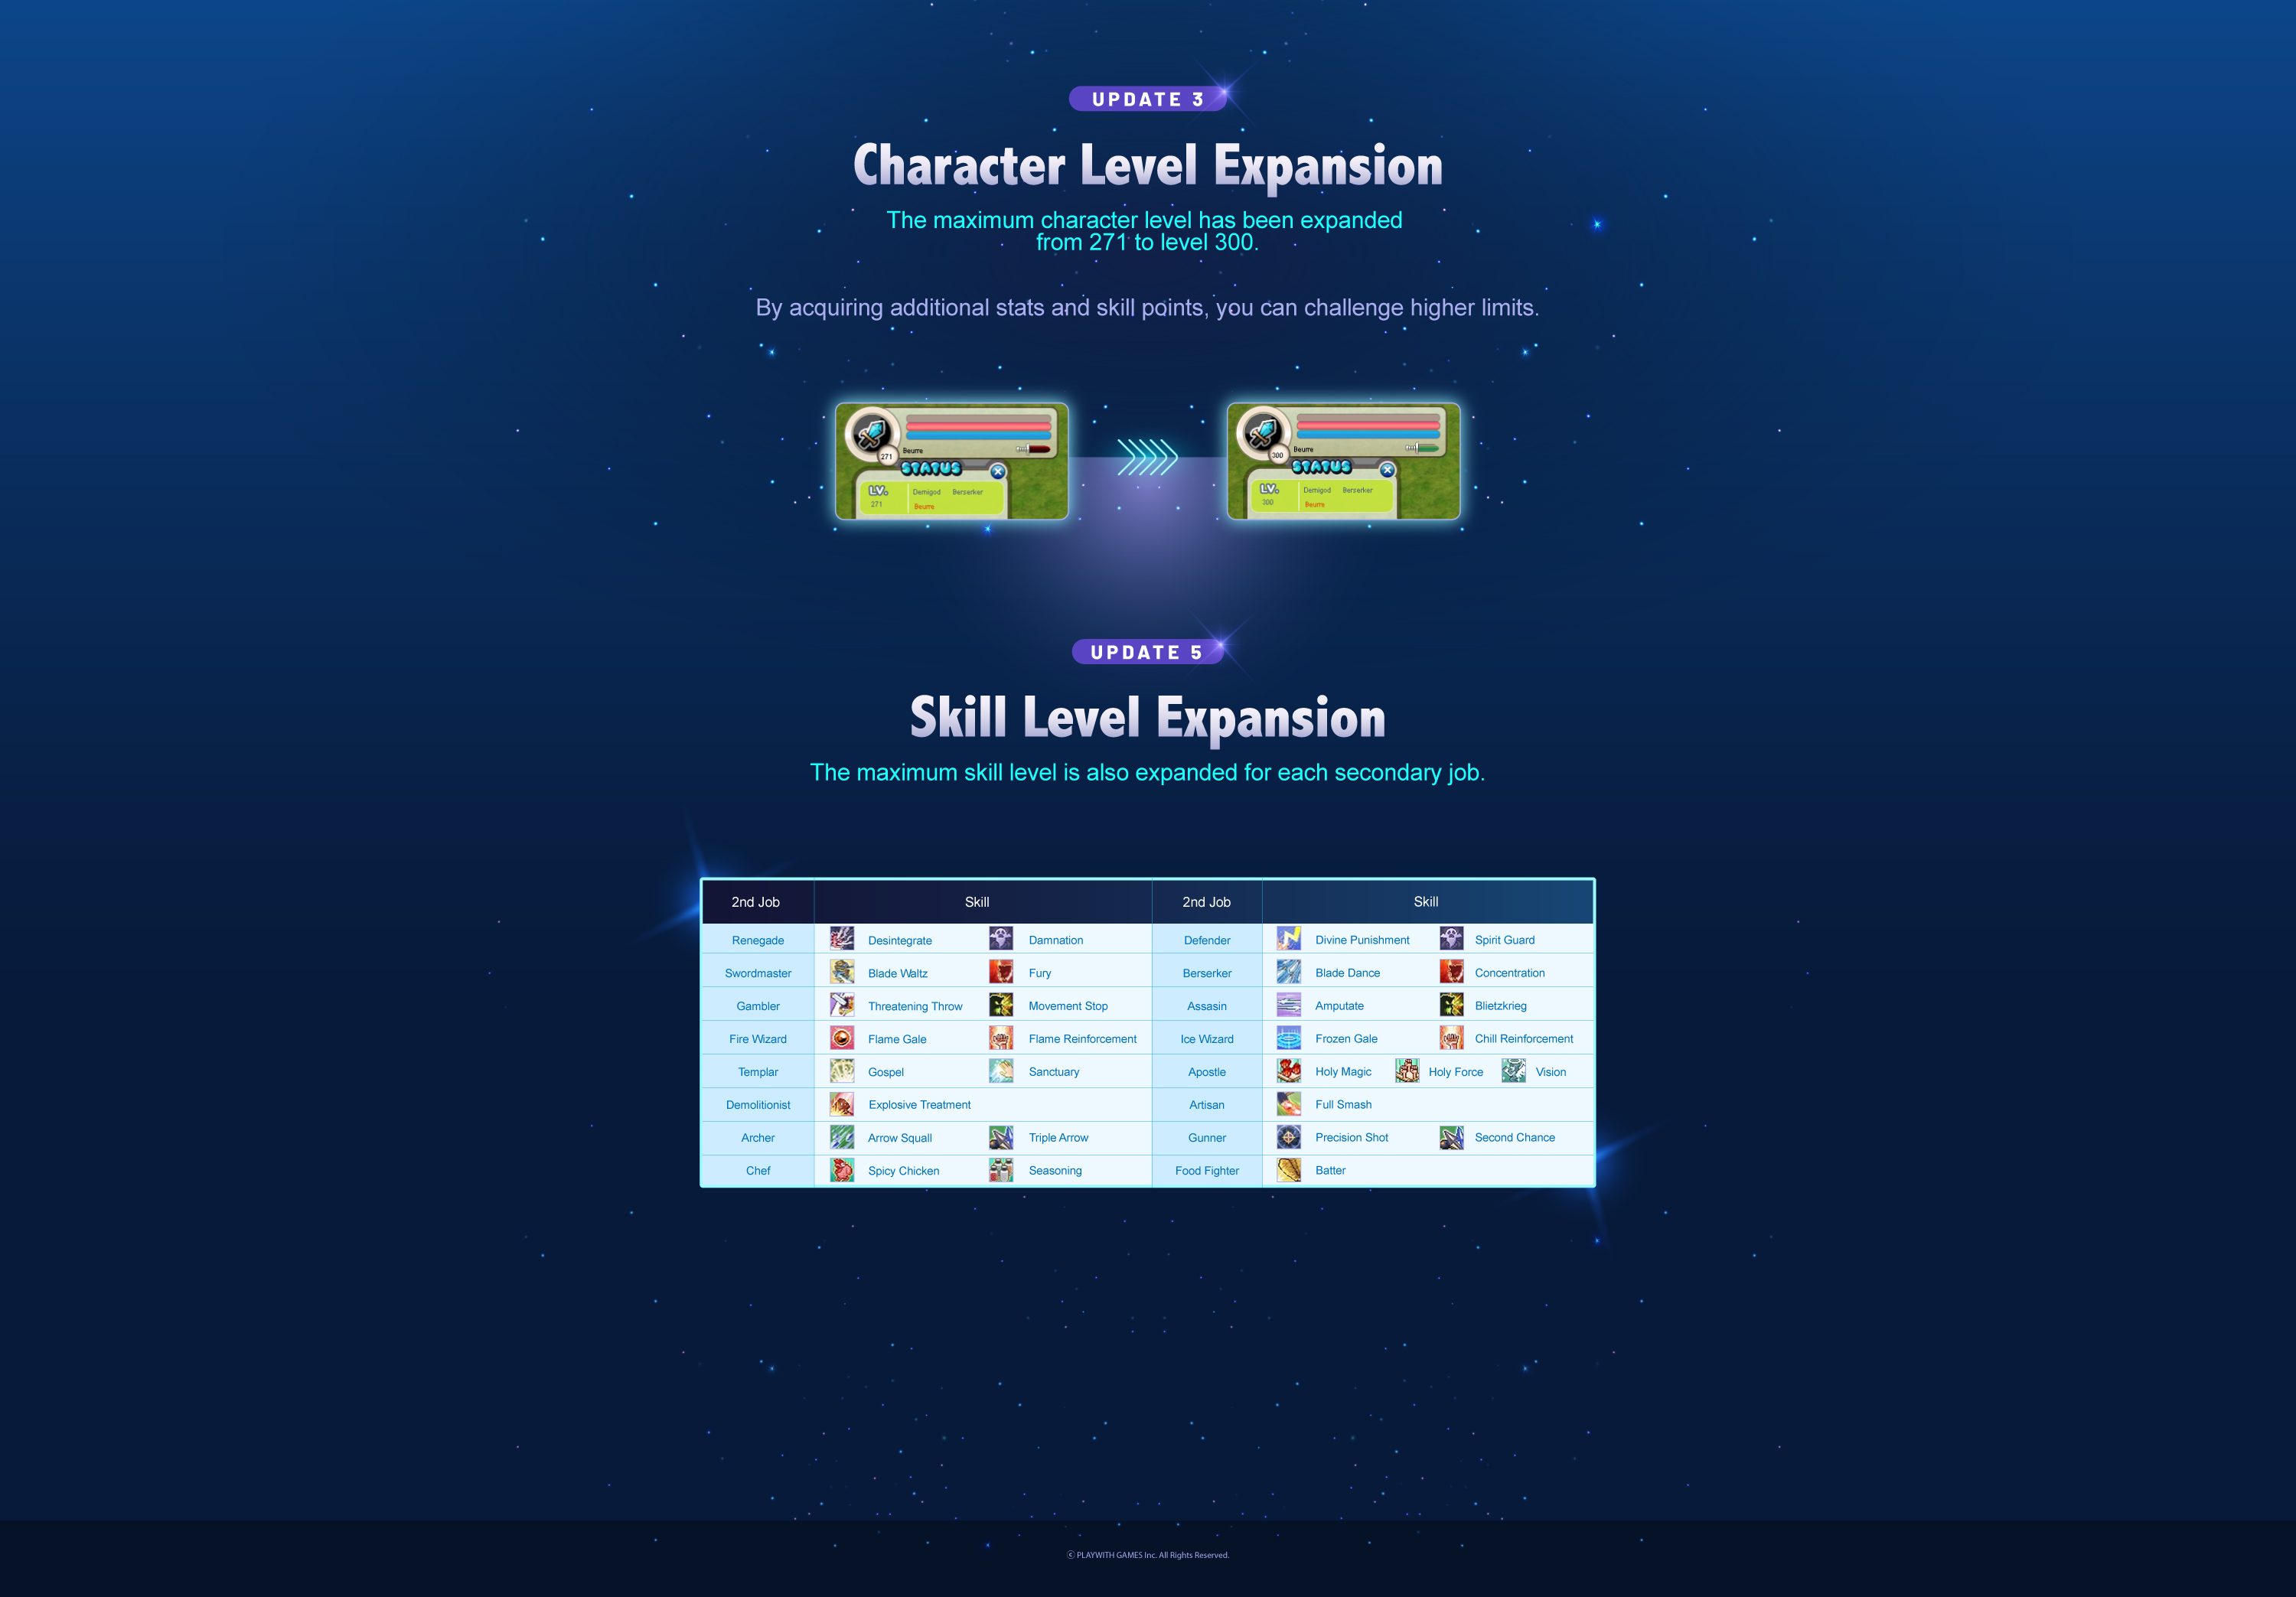 UPDATE 3
Character Level Expansion
The maximum character level has been expanded
from 271 to level 300.
By acquiring additional stats and skill points, you can challenge higher limits.
271 Beurre
STATUS
LV. Demigod Berserker
271 Beurre
300 Beurre
STATUS
LV. Demigod Berserker
300 Beurre
UPDATE 5
Skill Level Expansion
The maximum skill level is also expanded for each secondary job.
2nd Job Skill 2nd Job Skill
Renegade Desintegrate Damnation Defender Divine Punishment Spirit Guard
Swordmaster Blade Waltz Fury Berserker Blade Dance Concentration
Gambler Threatening Throw Movement Stop Assasin Amputate Blietzkrieg
Fire Wizard Flame Gale Flame Reinforcement Ice Wizard Frozen Gale Chill Reinforcement
Templar Gospel Sanctuary Apostle Holy Magic Holy Force Vision
Demolitionist Explosive Treatment Artisan Full Smash
Archer Arrow Squall Triple Arrow Gunner Precision Shot Second Chance
Chef Spicy Chicken Seasoning Food Fighter Batter
ⓒ PLAYWITH GAMES Inc. All Rights Reserved.